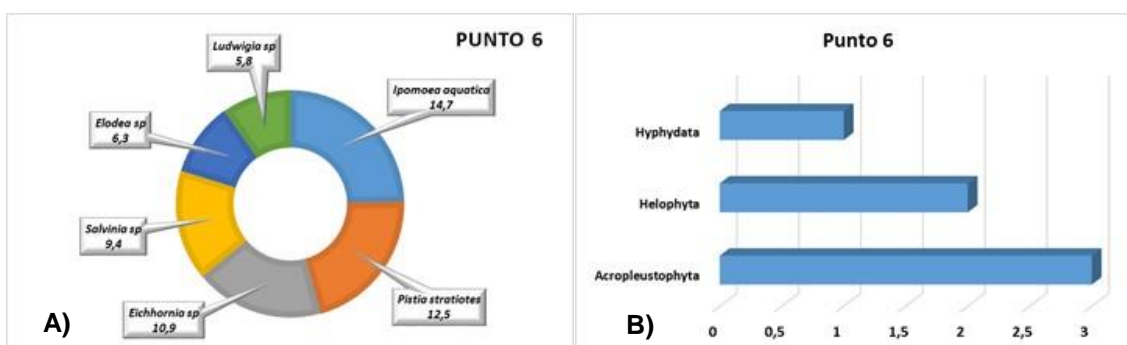 PUNTO 6
Ludwigia sp
5,8
Ipomoea aquatica
14,7
Elodea sp
6,3
Salvinia sp
9,4
Eichhornia sp
10,9
Pistia stratiotes
12,5
A)
Punto 6
Hyphydata
Helophyta
Acropleustophyta
0 0,5 1 1,5 2 2,5 3
B)